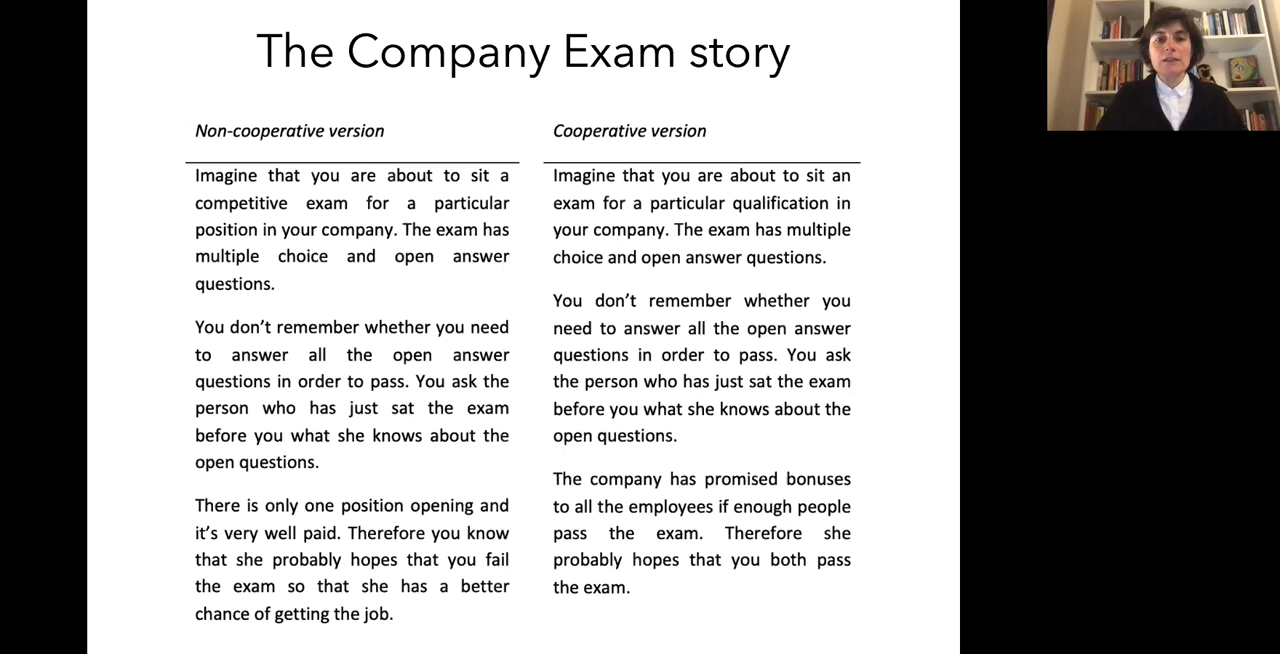 The Company Exam story
Non-cooperative version
Imagine that you are about to sit a
competitive exam for a particular
position in your company. The exam has
multiple choice and open answer
questions.
You don't remember whether you need
to answer all the open answer
questions in order to pass. You ask the
person who has just sat the exam
before you what she knows about the
open questions.
There is only one position opening and
it's very well paid. Therefore you know
that she probably hopes that you fail
the exam so that she has a better
chance of getting the job.
Cooperative version
Imagine that you are about to sit an
exam for a particular qualification in
your company. The exam has multiple
choice and open answer questions.
You don't remember whether you
need to answer all the open answer
questions in order to pass. You ask
the person who has just sat the exam
before you what she knows about the
open questions.
The company has promised bonuses
to all the employees if enough people
pass the exam. Therefore she
probably hopes that you both pass
the exam.